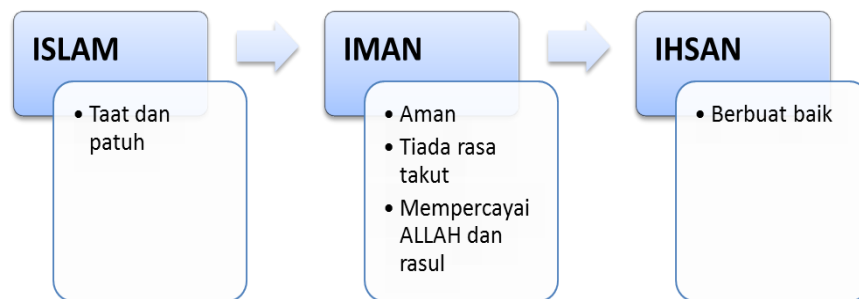 ISLAM
• Taat dan
patuh
IMAN
• Aman
• Tiada rasa
takut
• Mempercayai
ALLAH dan
rasul
IHSAN
• Berbuat baik